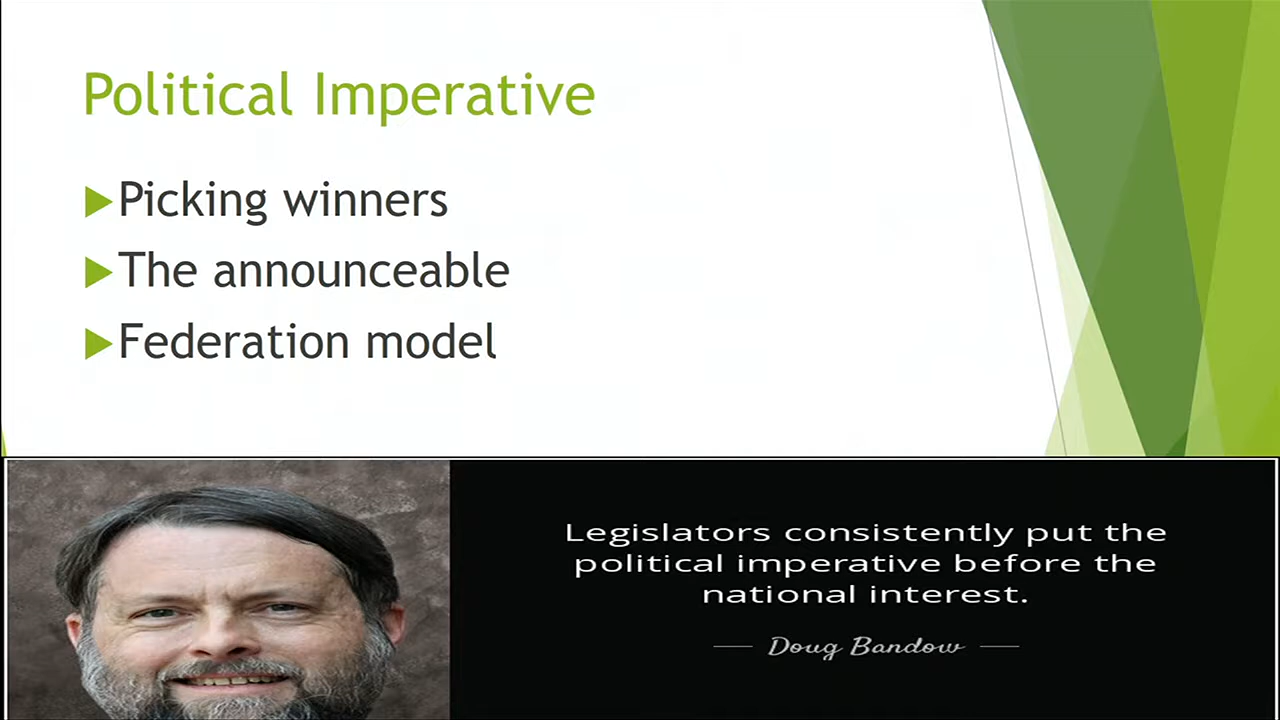 Political Imperative
Picking winners
The announceable
Federation model
Legislators consistently put the
political imperative before the
national interest.
Doug Bandow